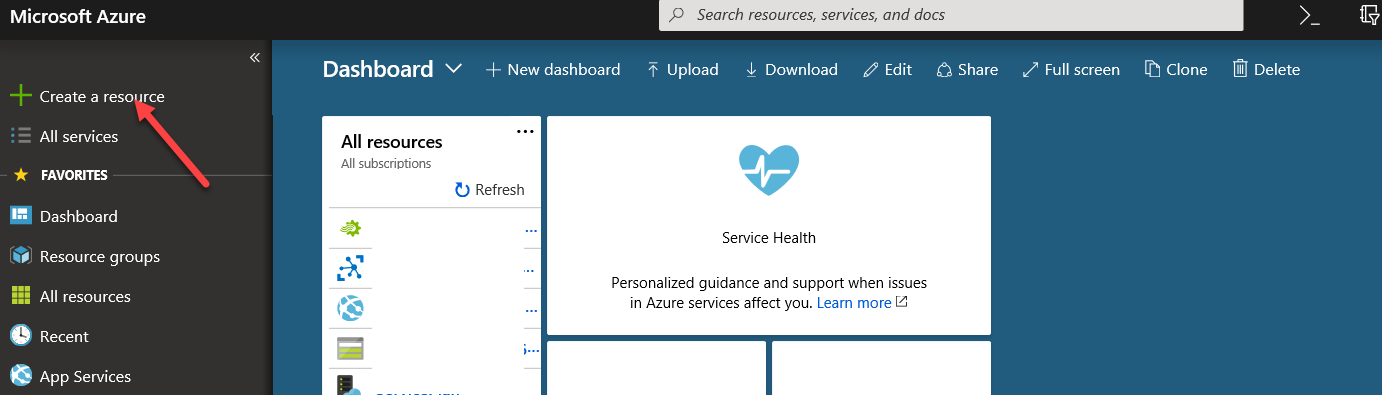 Microsoft Azure
Search resources, services, and docs
Create a resource
All services
FAVORITES
Dashboard
Resource groups
All resources
Recent
App Services
Dashboard
New dashboard
Upload
Download
Edit
Share
Full screen
Clone
Delete
All resources
All subscriptions
Refresh
Service Health
Personalized guidance and support when issues
in Azure services affect you. Learn more